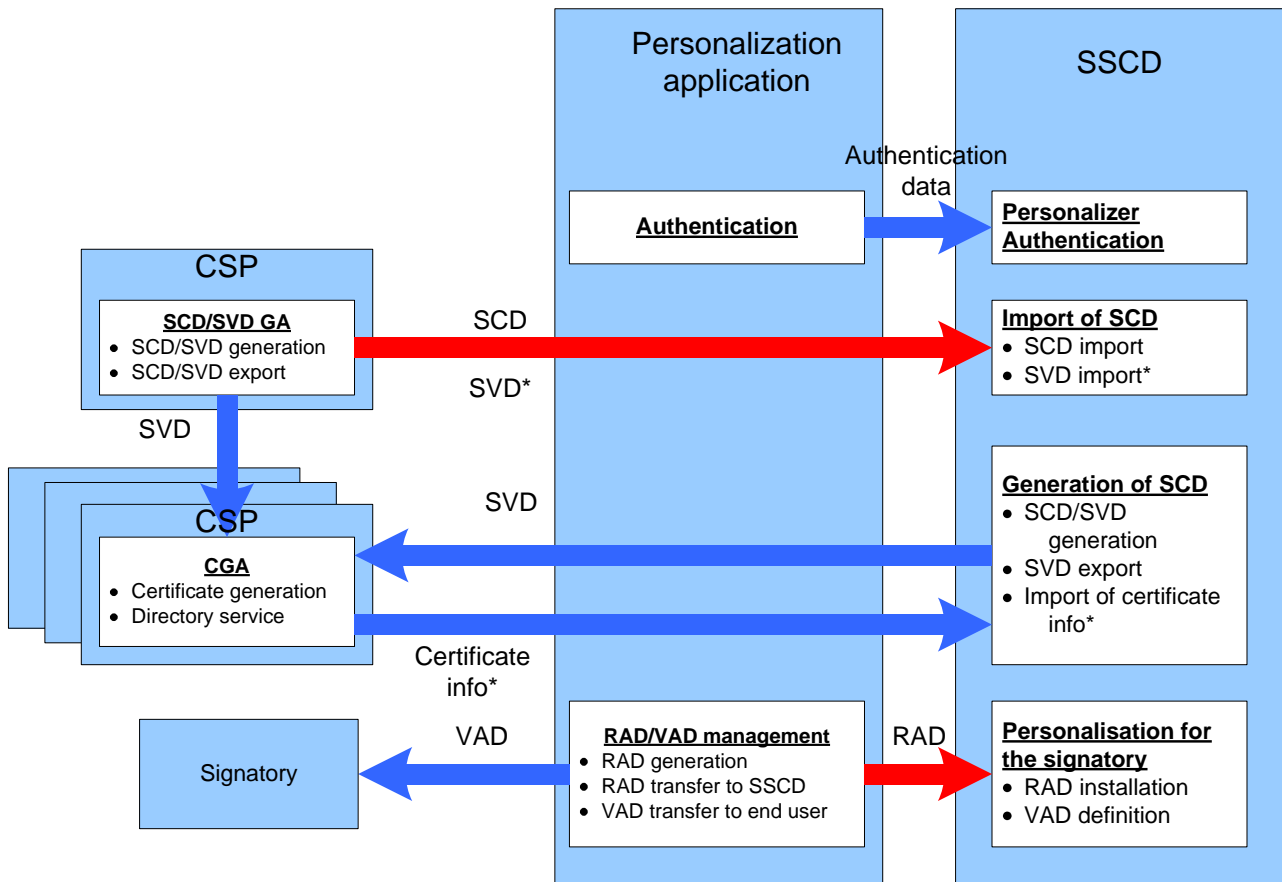 Personalization
application
SSCD
Authentication
data
Authentication
Personalizer
Authentication
CSP
SCD/SVD GA
• SCD/SVD generation
• SCD/SVD export
SCD
SVD*
Import of SCD
• SCD import
• SVD import*
SVD
CSP
CGA
• Certificate generation
• Directory service
SVD
Generation of SCD
• SCD/SVD
generation
• SVD export
• Import of certificate
info*
Certificate
info*
Signatory
VAD
RAD/VAD management
• RAD generation
• RAD transfer to SSCD
• VAD transfer to end user
RAD
Personalisation for
the signatory
• RAD installation
• VAD definition